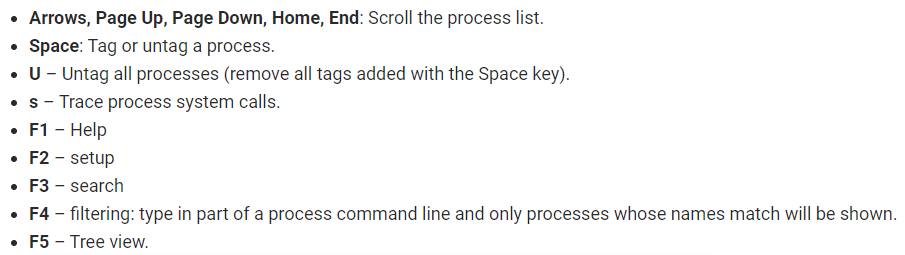 • Arrows, Page Up, Page Down, Home, End: Scroll the process list.
• Space: Tag or untag a process.
• U – Untag all processes (remove all tags added with the Space key).
• s – Trace process system calls.
• F1 – Help
• F2 – setup
• F3 – search
• F4 – filtering: type in part of a process command line and only processes whose names match will be shown.
• F5 – Tree view.